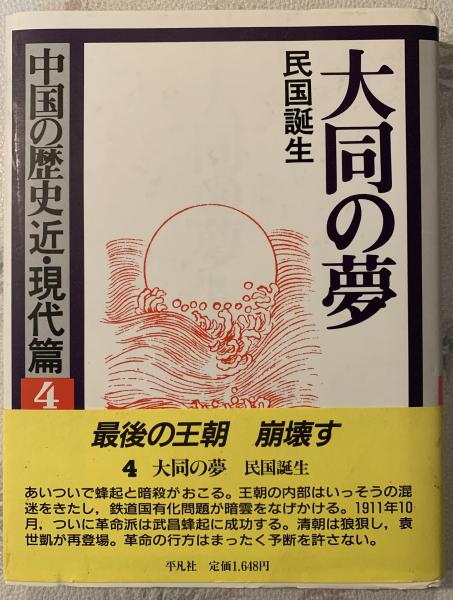 大同の夢
民国誕生
中国の歴史 近・現代篇
4
最後の王朝 崩壊す
4 大同の夢 民国誕生
あいついで蜂起と暗殺がおこる。王朝の内部はいっそうの混
迷をきたし，鉄道国有化問題が暗雲をなげかける。1911年10
月，ついに革命派は武昌蜂起に成功する。清朝は狼狽し，袁
世凱が再登場。革命の行方はまったく予断を許さない。
平凡社 定価1,648円